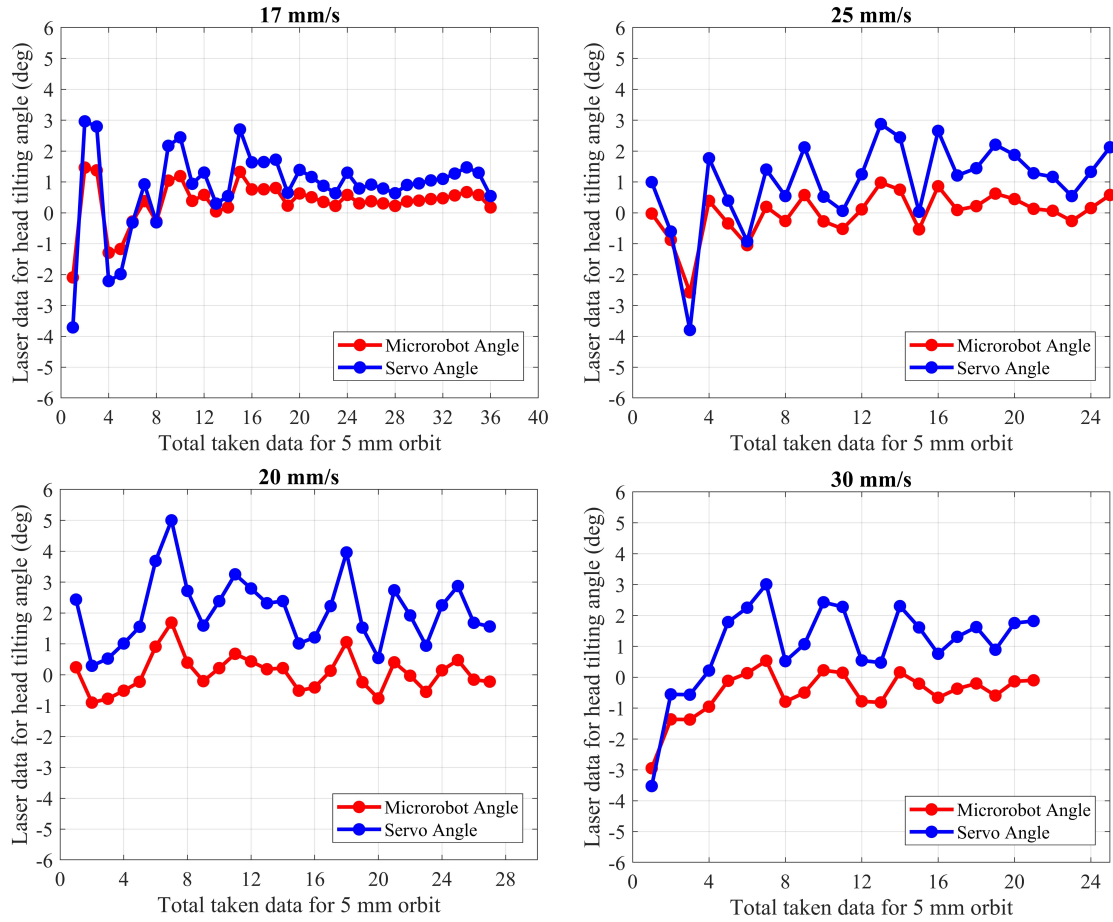 17 mm/s
Laser data for head tilting angle (deg)
6
5
4
3
2
1
0
-1
-2
-3
-4
-5
-6
Microrobot Angle
Servo Angle
0 4 8 12 16 20 24 28 32 36 40
Total taken data for 5 mm orbit
25 mm/s
Laser data for head tilting angle (deg)
6
5
4
3
2
1
0
-1
-2
-3
-4
-5
-6
Microrobot Angle
Servo Angle
0 4 8 12 16 20 24
Total taken data for 5 mm orbit
20 mm/s
Laser data for head tilting angle (deg)
6
5
4
3
2
1
0
-1
-2
-3
-4
-5
-6
Microrobot Angle
Servo Angle
0 4 8 12 16 20 24 28
Total taken data for 5 mm orbit
30 mm/s
Laser data for head tilting angle (deg)
6
5
4
3
2
1
0
-1
-2
-3
-4
-5
-6
Microrobot Angle
Servo Angle
0 4 8 12 16 20 24
Total taken data for 5 mm orbit